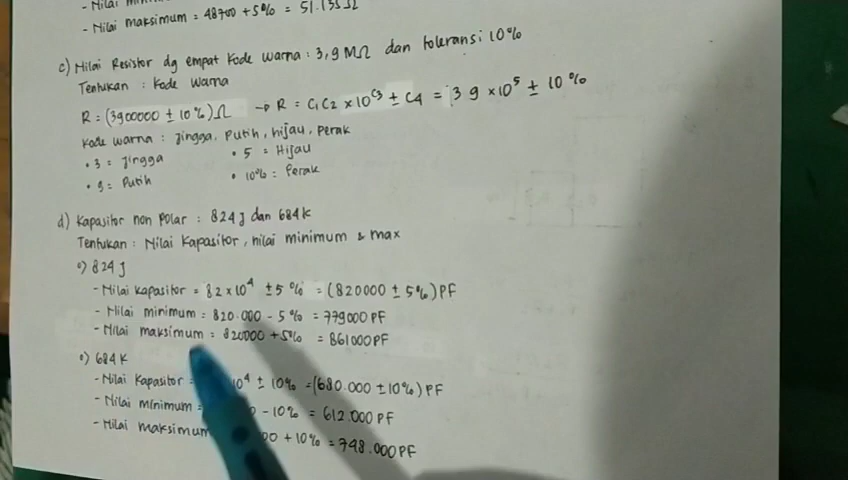 - Nilai
- Nilai maksimum = 48700 + 5% = 51.135 Ω
c) Nilai Resistor dg empat kode warna : 3,9 MΩ dan toleransi 10%
Tentukan : kode warna
R = (3900000 ± 10%)Ω → R = C1 C2 × 10^C3 ± C4 = 3 9 × 10^5 ± 10%
Kode warna : Jingga, Putih, hijau, perak
• 3 = Jingga • 5 = Hijau
• 9 = Putih • 10% : Perak
d) Kapasitor non Polar : 824J dan 684K
Tentukan : Nilai Kapasitor, nilai minimum & max
•) 824 J
- Nilai kapasitor = 82 × 10^4 ± 5% = (820000 ± 5%) PF
- Nilai minimum = 820.000 - 5% = 779000 PF
- Nilai maksimum = 820000 + 5% = 861000 PF
•) 684 K
- Nilai Kapasitor = 10^4 ± 10% = (680.000 ± 10%) PF
- Nilai minimum = - 10% = 612.000 PF
- Nilai maksimum + 10% = 748.000 PF